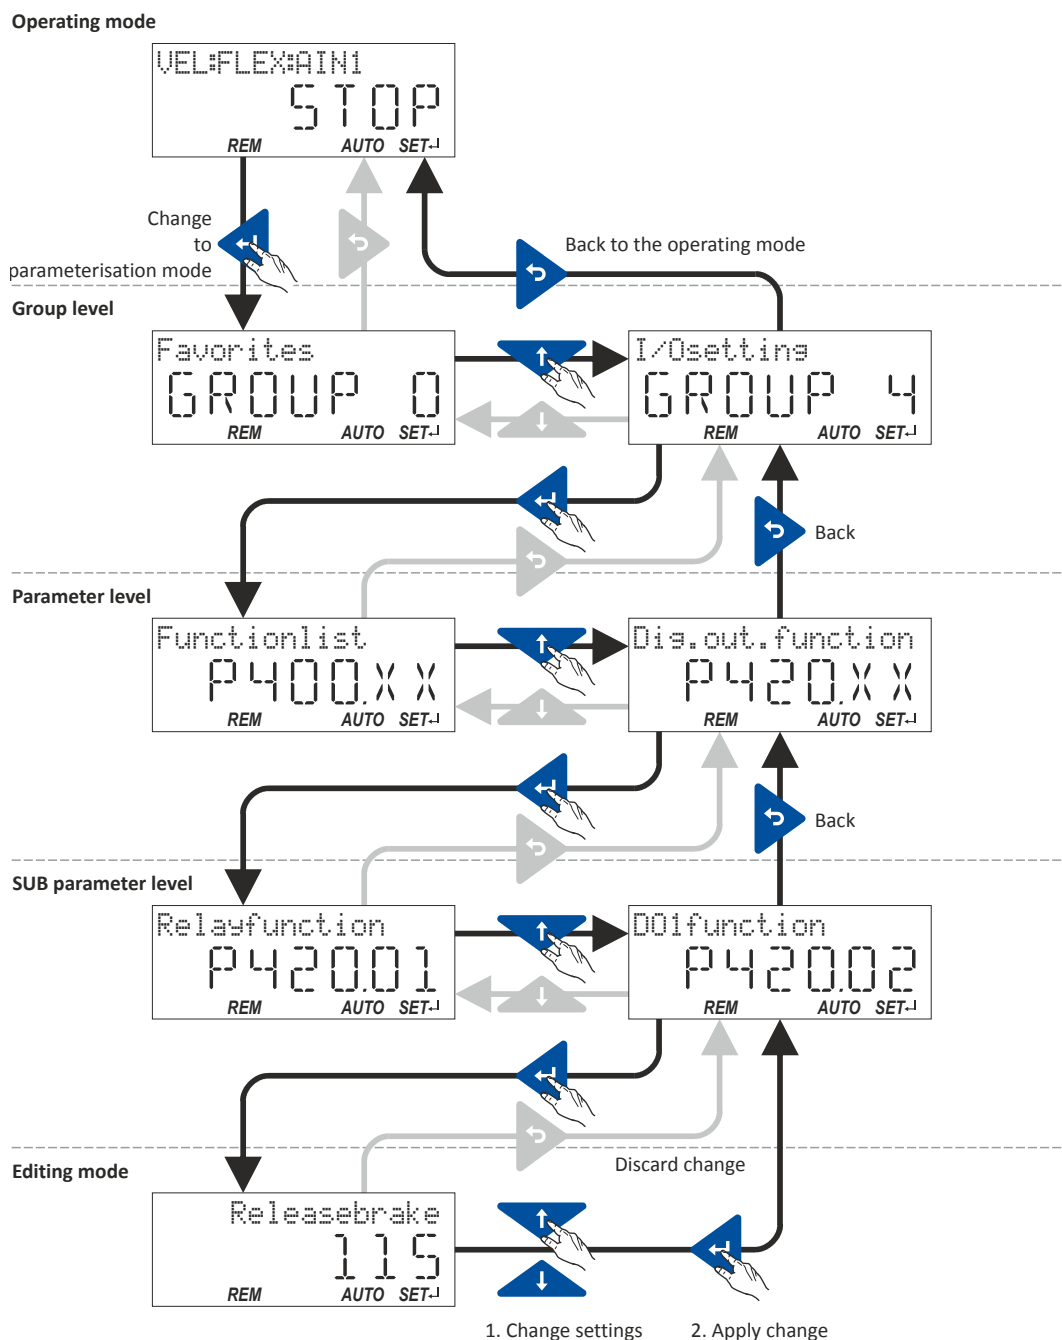 Operating mode
VEL:FLEX:AIN1
STOP
REM AUTO SET
Change
to
parameterisation mode
Back to the operating mode
Group level
Favorites
GROUP 0
REM AUTO SET
I/Osetting
GROUP 4
REM AUTO SET
Back
Parameter level
Functionlist
P400.XX
REM AUTO SET
Dig.out.function
P420.XX
REM AUTO SET
Back
SUB parameter level
Relayfunction
P420.01
REM AUTO SET
DO1function
P420.02
REM AUTO SET
Discard change
Editing mode
Releasebrake
115
REM AUTO SET
1. Change settings
2. Apply change